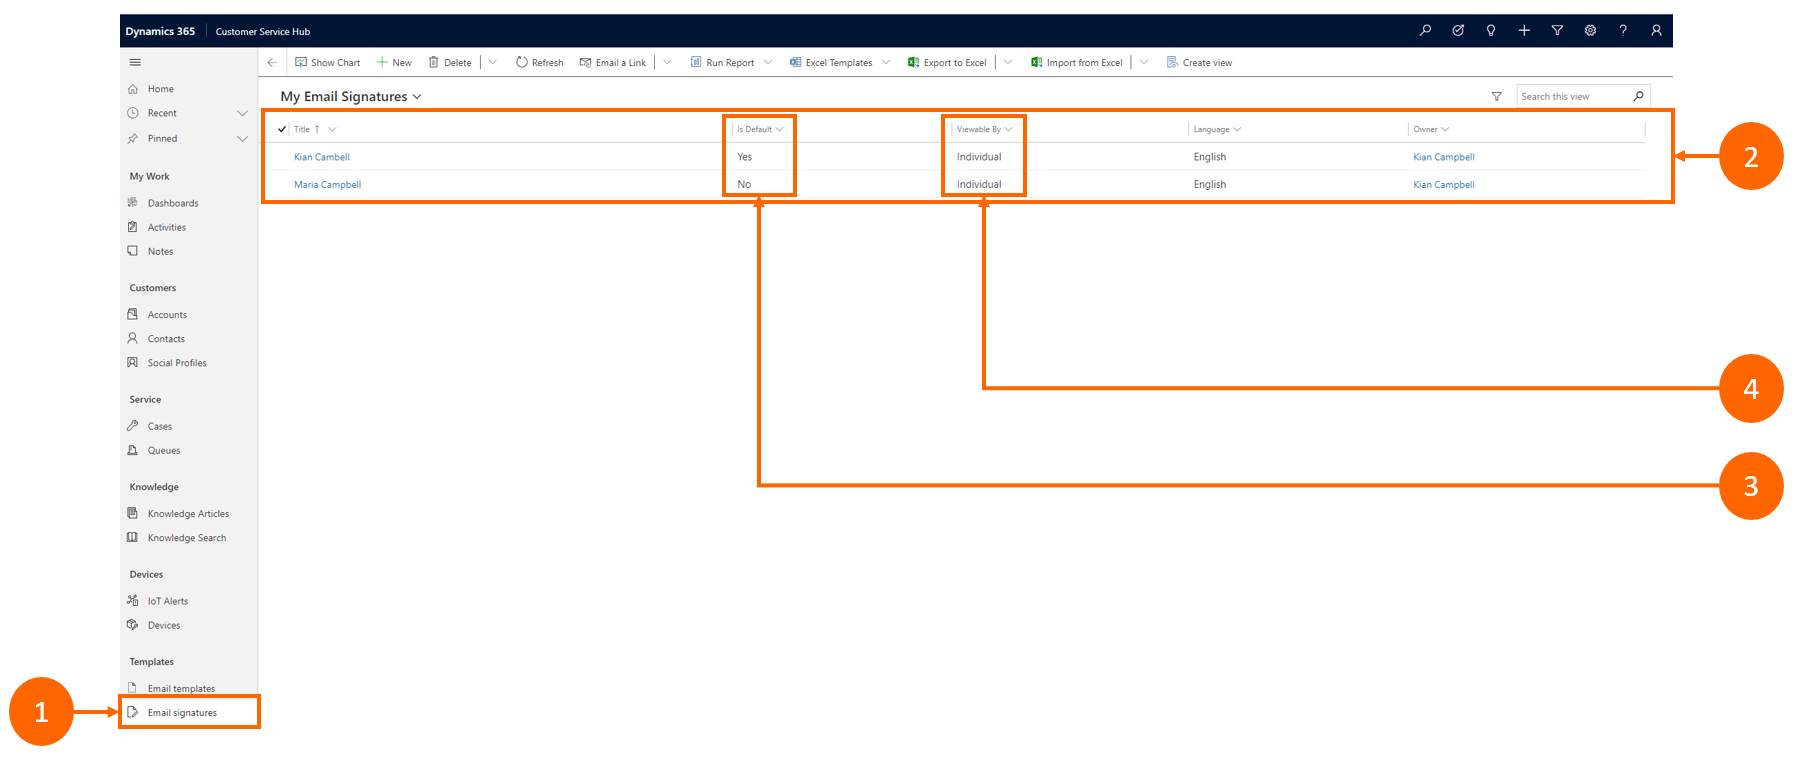 Dynamics 365 Customer Service Hub
Show Chart New Delete Refresh Email a Link Run Report Excel Templates Export to Excel Import from Excel Create view
Home
Recent
Pinned
My Work
Dashboards
Activities
Notes
Customers
Accounts
Contacts
Social Profiles
Service
Cases
Queues
Knowledge
Knowledge Articles
Knowledge Search
Devices
IoT Alerts
Devices
Templates
Email templates
Email signatures
My Email Signatures
Search this view
Title Is Default Viewable By Language Owner
Kian Cambell Yes Individual English Kian Campbell
Maria Campbell No Individual English Kian Campbell
2
4
3
1